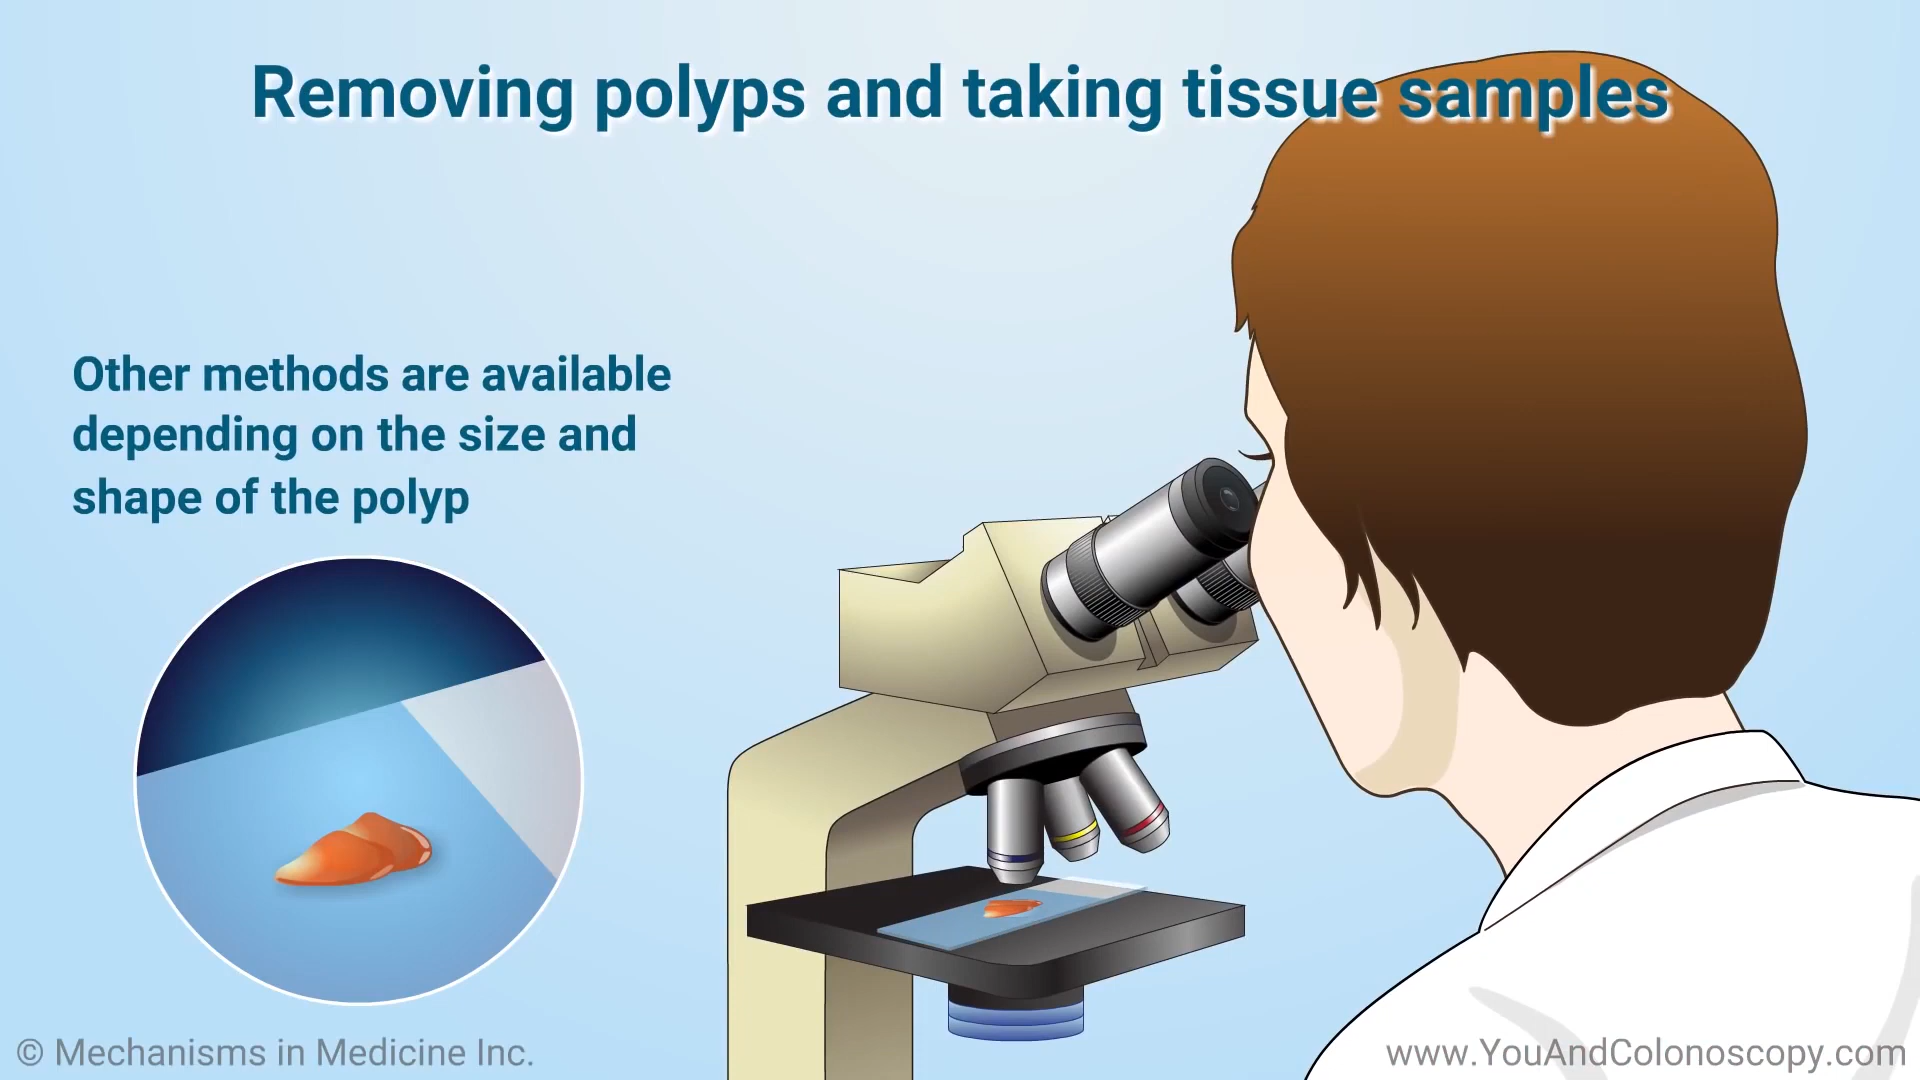 Removing polyps and taking tissue samples
Other methods are available
depending on the size and
shape of the polyp
© Mechanisms in Medicine Inc.
www.YouAndColonoscopy.com